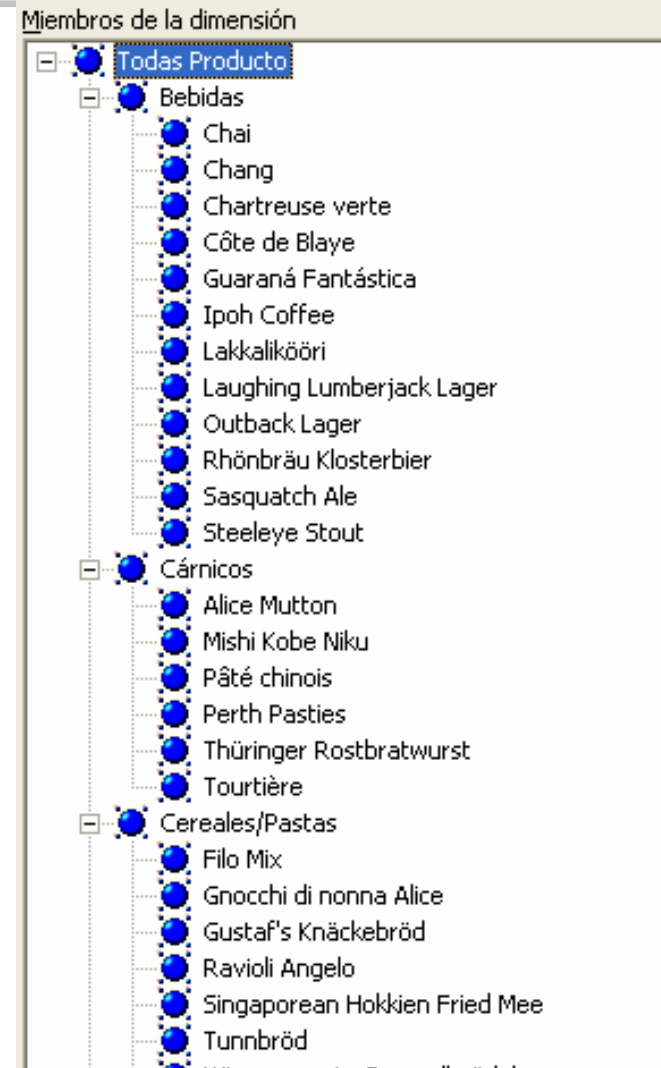 Miembros de la dimensión
Todas Producto
Bebidas
Chai
Chang
Chartreuse verte
Côte de Blaye
Guaraná Fantástica
Ipoh Coffee
Lakkalikööri
Laughing Lumberjack Lager
Outback Lager
Rhönbräu Klosterbier
Sasquatch Ale
Steeleye Stout
Cárnicos
Alice Mutton
Mishi Kobe Niku
Pâté chinois
Perth Pasties
Thüringer Rostbratwurst
Tourtière
Cereales/Pastas
Filo Mix
Gnocchi di nonna Alice
Gustaf's Knäckebröd
Ravioli Angelo
Singaporean Hokkien Fried Mee
Tunnbröd